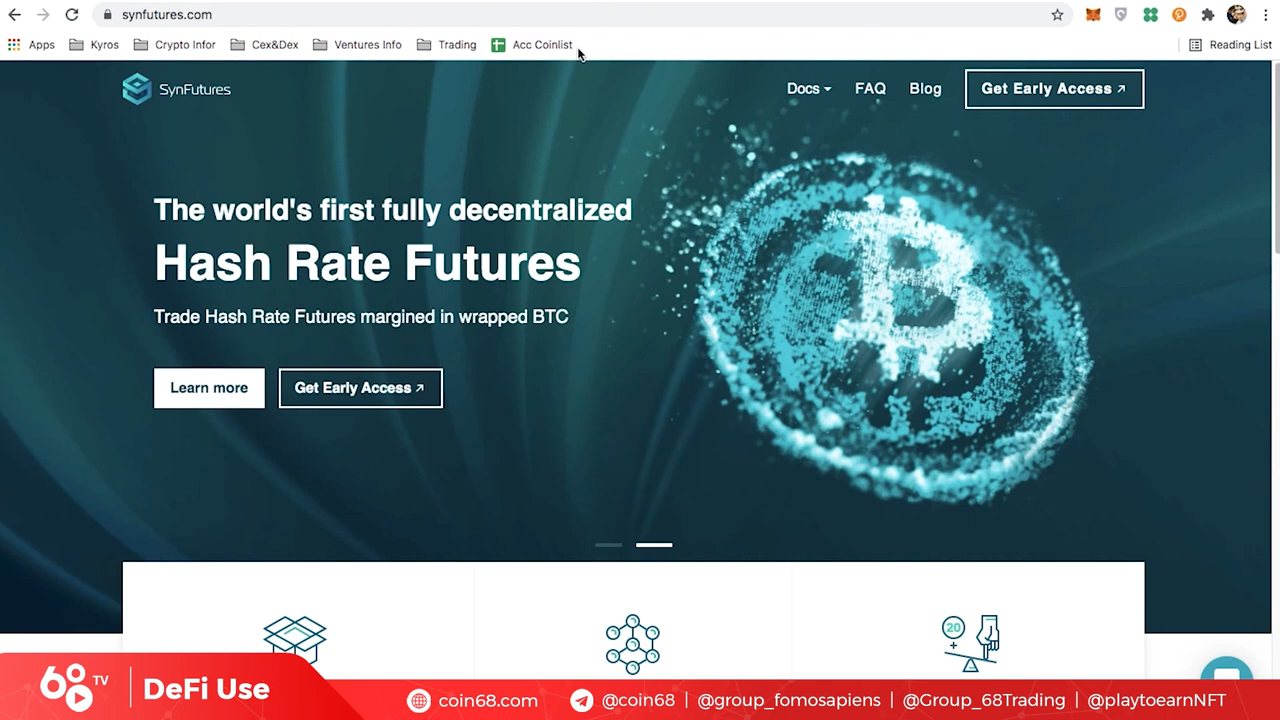 synfutures.com
Apps Kyros Crypto Infor Cex&Dex Ventures Info Trading Acc Coinlist Reading List
SynFutures Docs FAQ Blog Get Early Access ↗
The world's first fully decentralized
Hash Rate Futures
Trade Hash Rate Futures margined in wrapped BTC
Learn more Get Early Access ↗
20
+
68 TV DeFi Use coin68.com @coin68 | @group_fomosapiens | @Group_68Trading | @playtoearnNFT